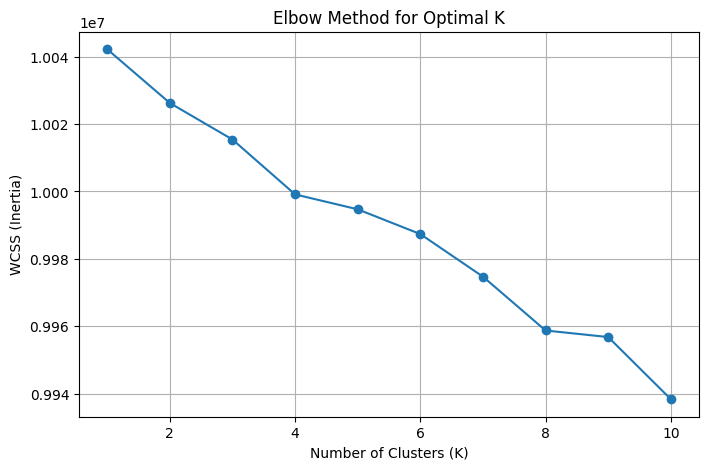 Elbow Method for Optimal K
1e7
1.004
1.002
1.000
0.998
0.996
0.994
WCSS (Inertia)
2 4 6 8 10
Number of Clusters (K)